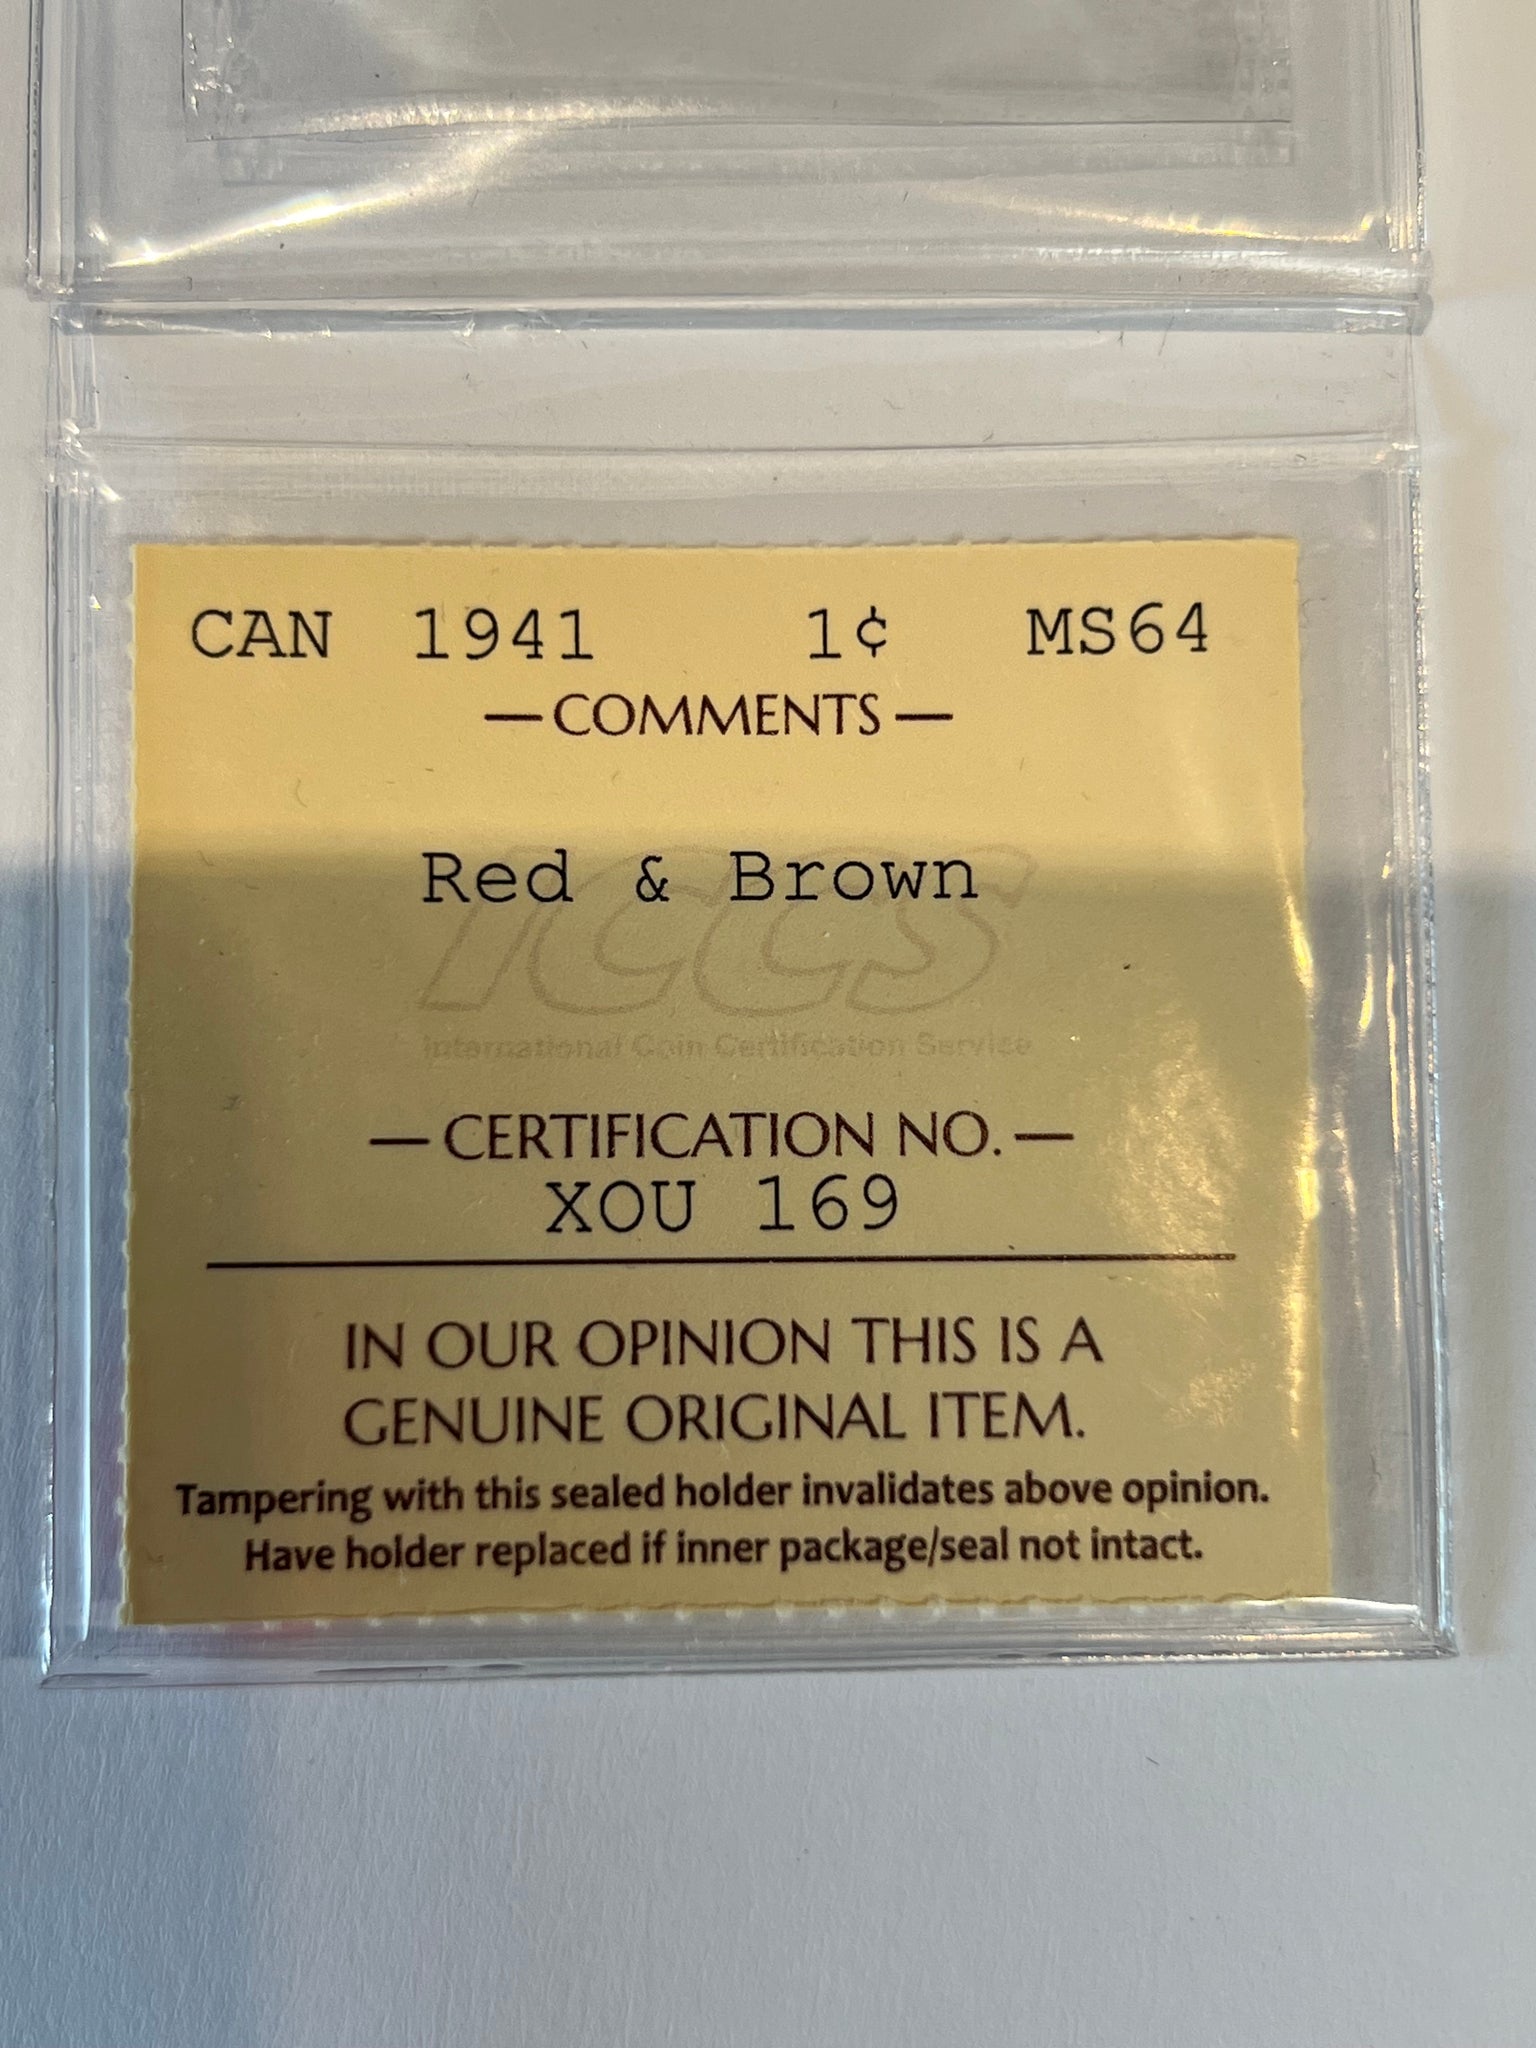 CAN 1941 1¢ MS64
— COMMENTS —
Red & Brown
ICCS
International Coin Certification Service
— CERTIFICATION NO. —
XOU 169
IN OUR OPINION THIS IS A
GENUINE ORIGINAL ITEM.
Tampering with this sealed holder invalidates above opinion.
Have holder replaced if inner package/seal not intact.